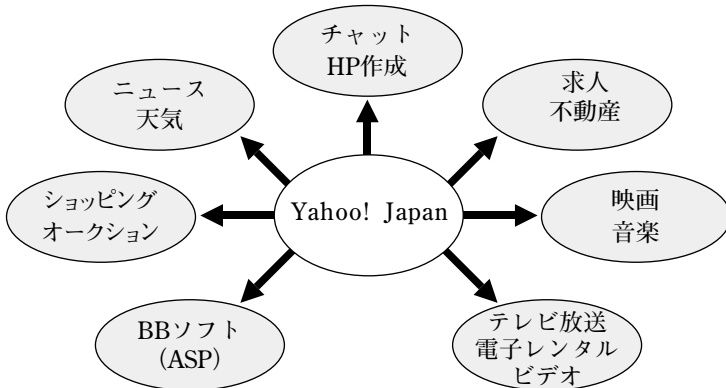 チャット
HP作成
ニュース
天気
求人
不動産
ショッピング
オークション
Yahoo! Japan
映画
音楽
BBソフト
(ASP)
テレビ放送
電子レンタル
ビデオ